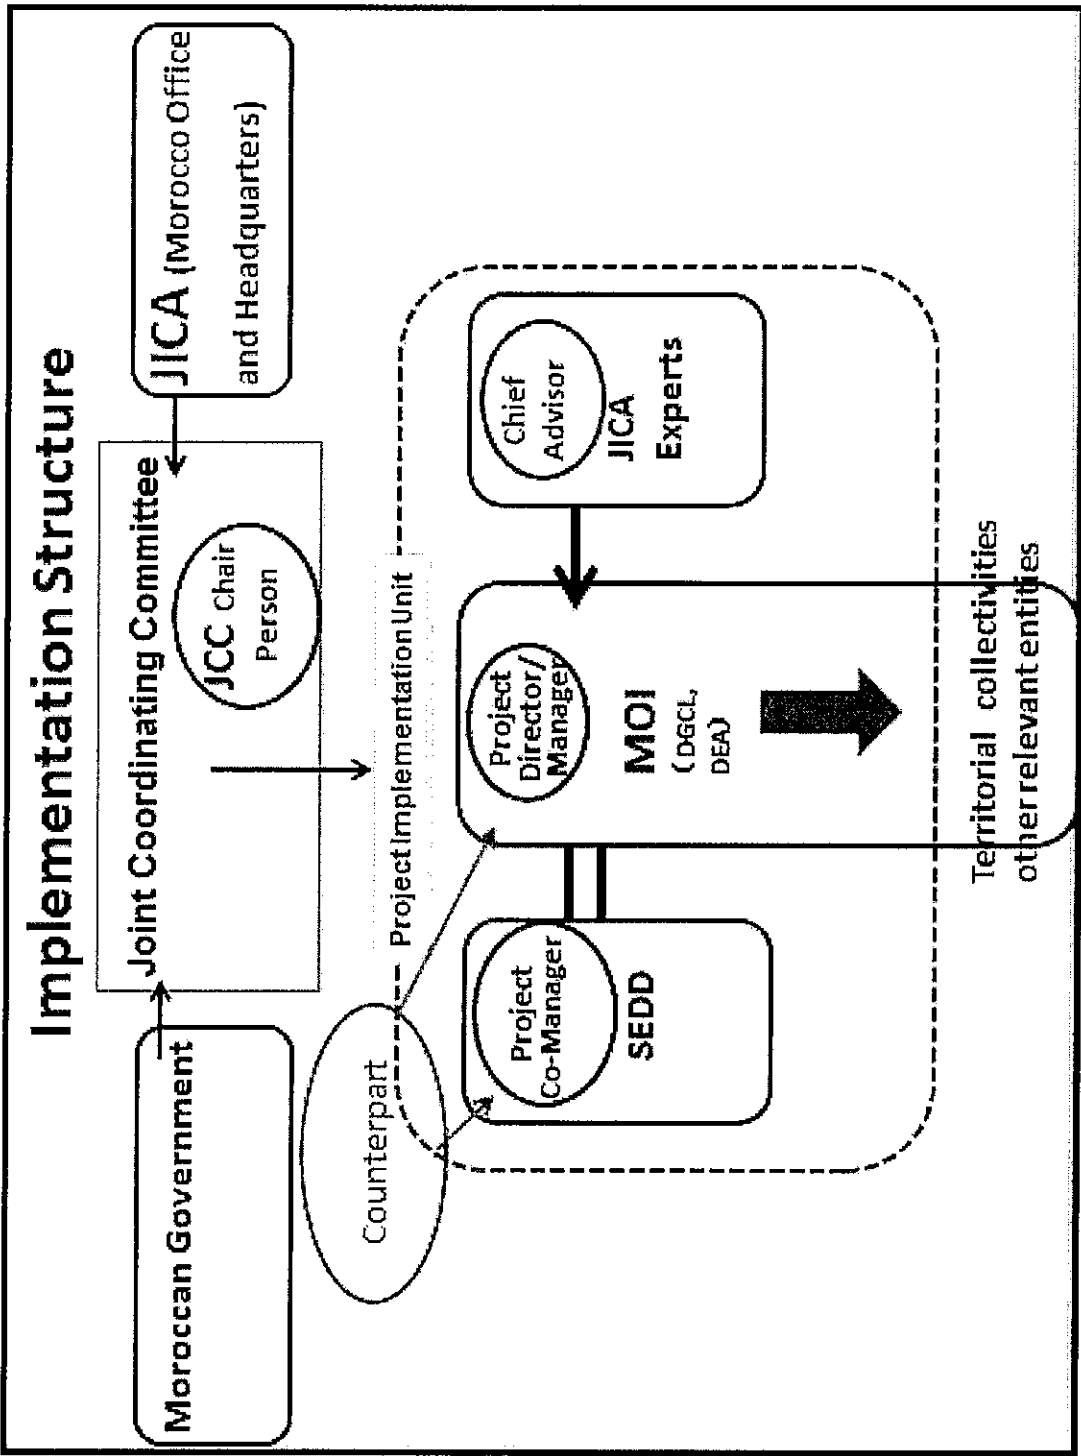 Implementation Structure
Moroccan Government
Joint Coordinating Committee
JCC Chair
Person
JICA (Morocco Office
and Headquarters)
Counterpart
Project Implementation Unit
Project
Co-Manager
SEDD
Project
Director/
Manager
MOI
(DGCL,
DEA)
Chief
Advisor
JICA
Experts
Territorial collectivities
other relevant entities